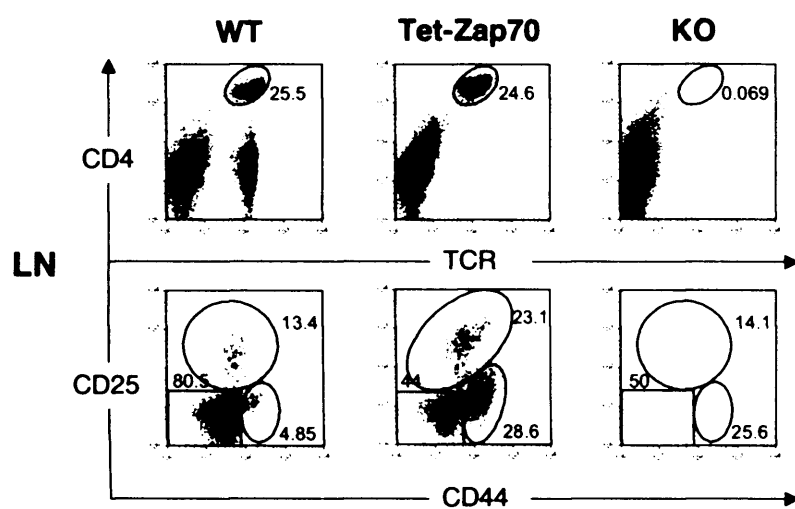 WT Tet-Zap70 KO
25.5 24.6 0.069
CD4
LN
TCR
13.4 23.1 14.1
80.5 44 50
CD25
4.85 28.6 25.6
CD44